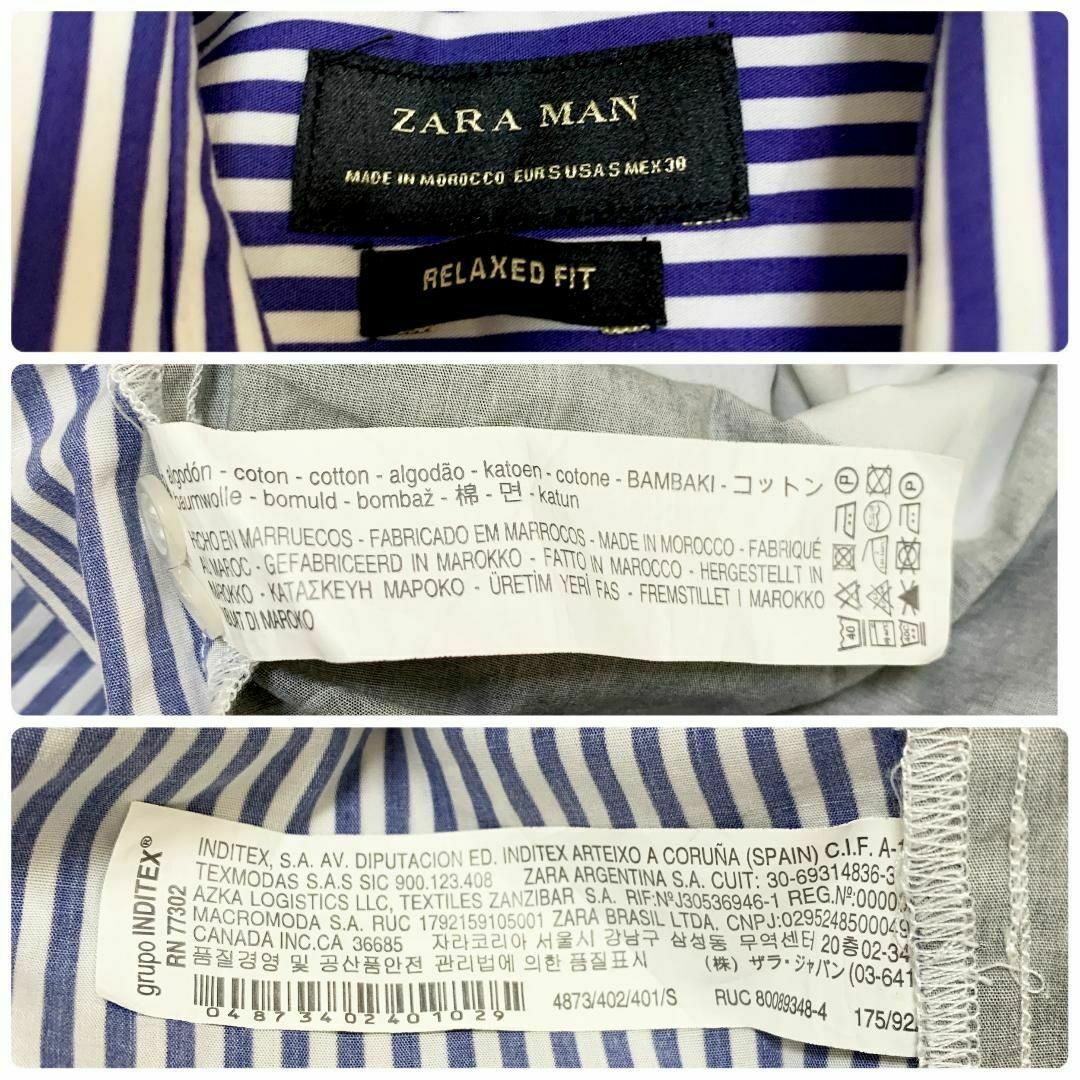 ZARA MAN
MADE IN MOROCCO EUR S USA S MEX 38
RELAXED FIT
algodón - coton - cotton - algodão - katoen - cotone - BAMBAKI - コットン
baumwolle - bomuld - bombaž - 棉 - 면 - katun
HECHO EN MARRUECOS - FABRICADO EM MARROCOS - MADE IN MOROCCO - FABRIQUÉ
AU MAROC - GEFABRICEERD IN MAROKKO - FATTO IN MAROCCO - HERGESTELLT IN
MAROKKO - ΚΑΤΑΣΚΕΥΗ ΜΑΡΟΚΟ - ÜRETİM YERİ FAS - FREMSTILLET I MAROKKO
BUAT DI MAROKO
P P
40
grupo INDITEX®
RN 77302
INDITEX, S.A. AV. DIPUTACION ED. INDITEX ARTEIXO A CORUÑA (SPAIN) C.I.F. A-1
TEXMODAS S.A.S SIC 900.123.408 ZARA ARGENTINA S.A. CUIT: 30-69314836-3
AZKA LOGISTICS LLC, TEXTILES ZANZIBAR S.A. RIF:NºJ30536946-1 REG.Nº:0000
MACROMODA S.A. RUC 1792159105001 ZARA BRASIL LTDA. CNPJ:0295248500049
CANADA INC.CA 36685 자라코리아 서울시 강남구 삼성동 무역센터 20층 02-34
품질경영 및 공산품안전 관리법에 의한 품질표시 (株) ザラ・ジャパン (03-641
0487340240102 9 4873/402/401/S RUC 80089348-4 175/92